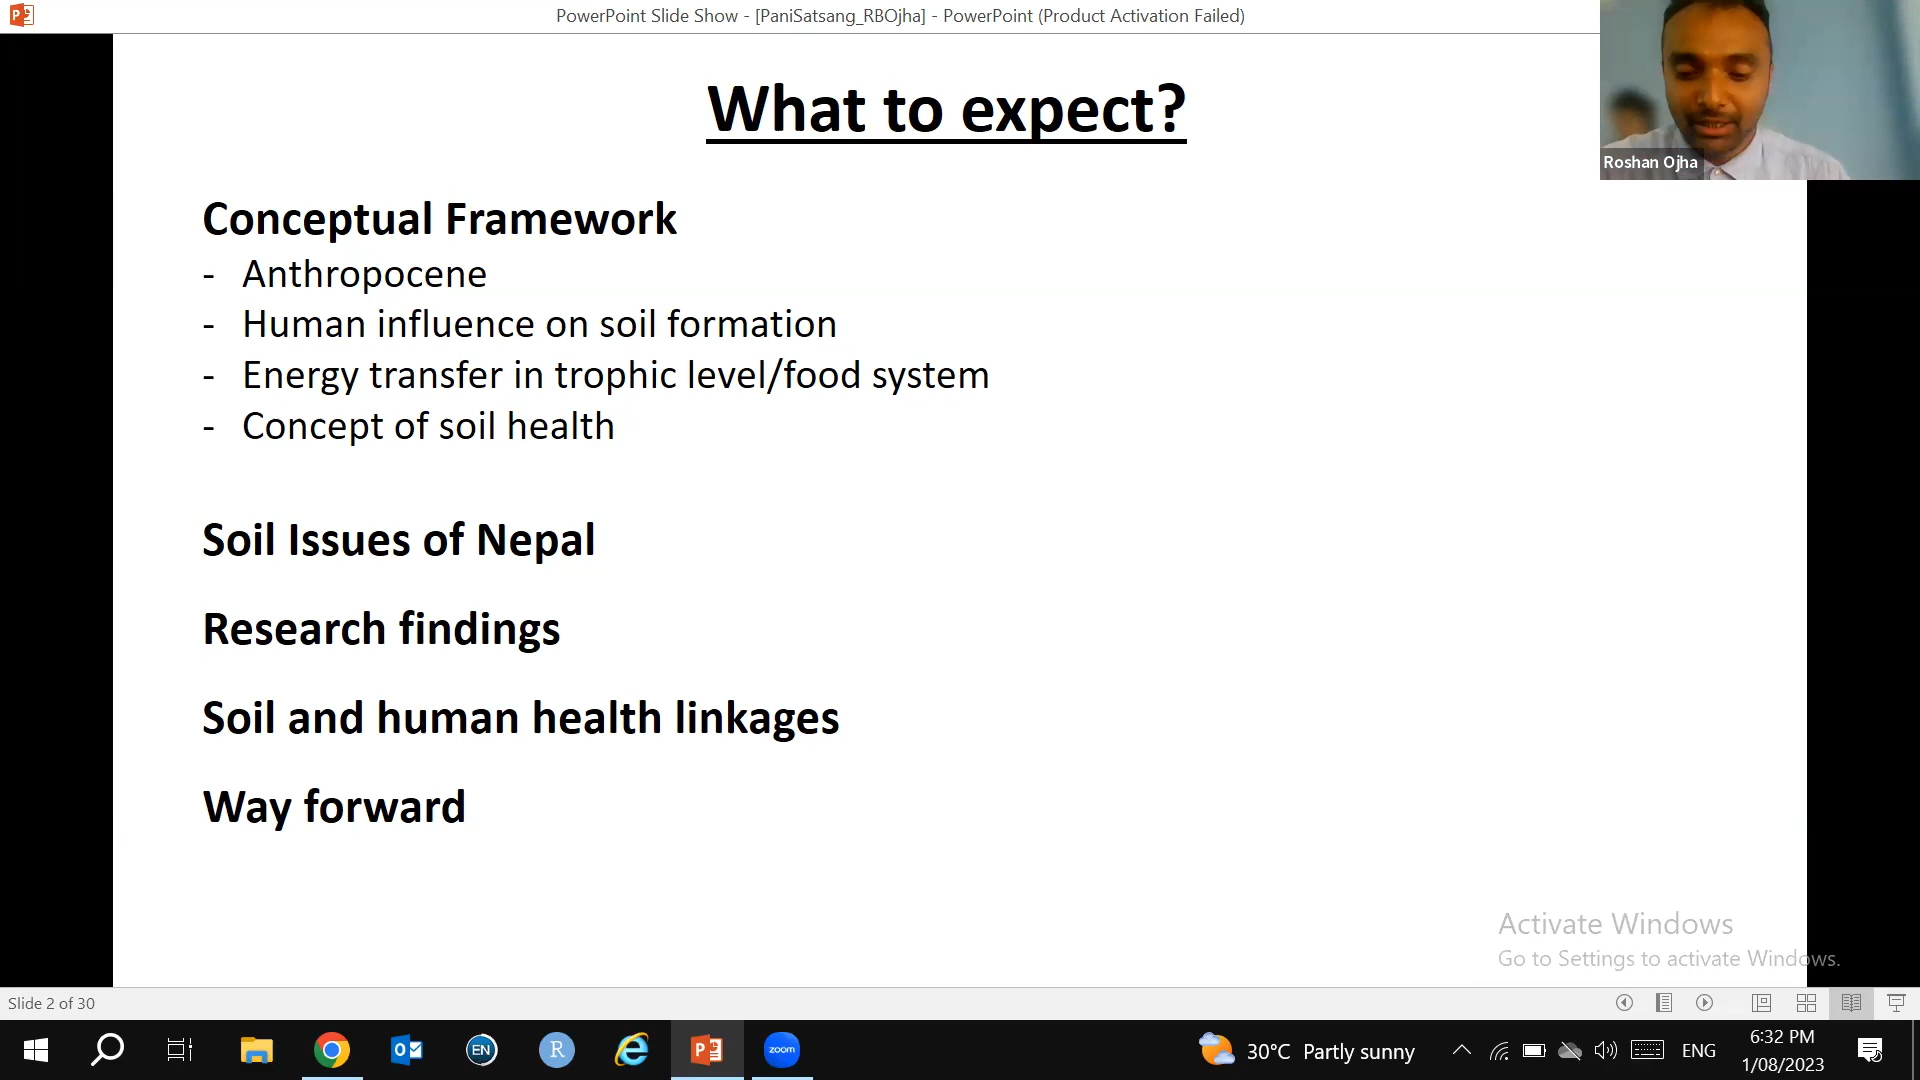 PowerPoint Slide Show - [PaniSatsang_RBOjha] - PowerPoint (Product Activation Failed)
What to expect?
Roshan Ojha
Conceptual Framework
- Anthropocene
- Human influence on soil formation
- Energy transfer in trophic level/food system
- Concept of soil health
Soil Issues of Nepal
Research findings
Soil and human health linkages
Way forward
Activate Windows
Go to Settings to activate Windows.
Slide 2 of 30
EN
R
zoom
30°C Partly sunny
ENG
6:32 PM
1/08/2023